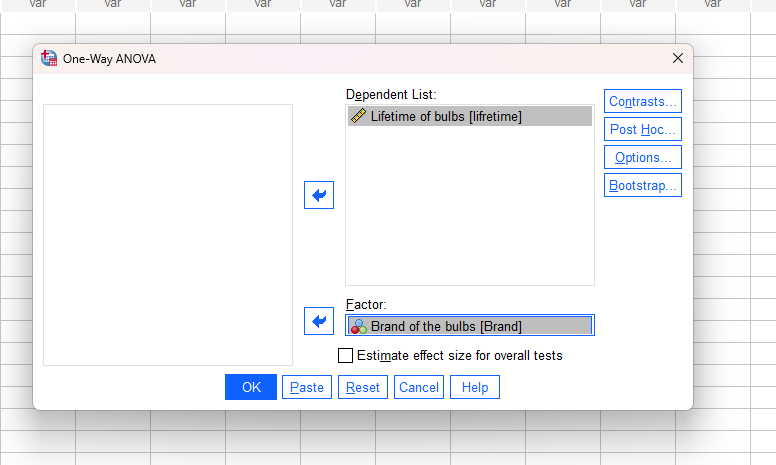 var var var var var var var var var var
One-Way ANOVA
Dependent List:
Lifetime of bulbs [lifretime]
Contrasts...
Post Hoc...
Options...
Bootstrap...
Factor:
Brand of the bulbs [Brand]
Estimate effect size for overall tests
OK Paste Reset Cancel Help